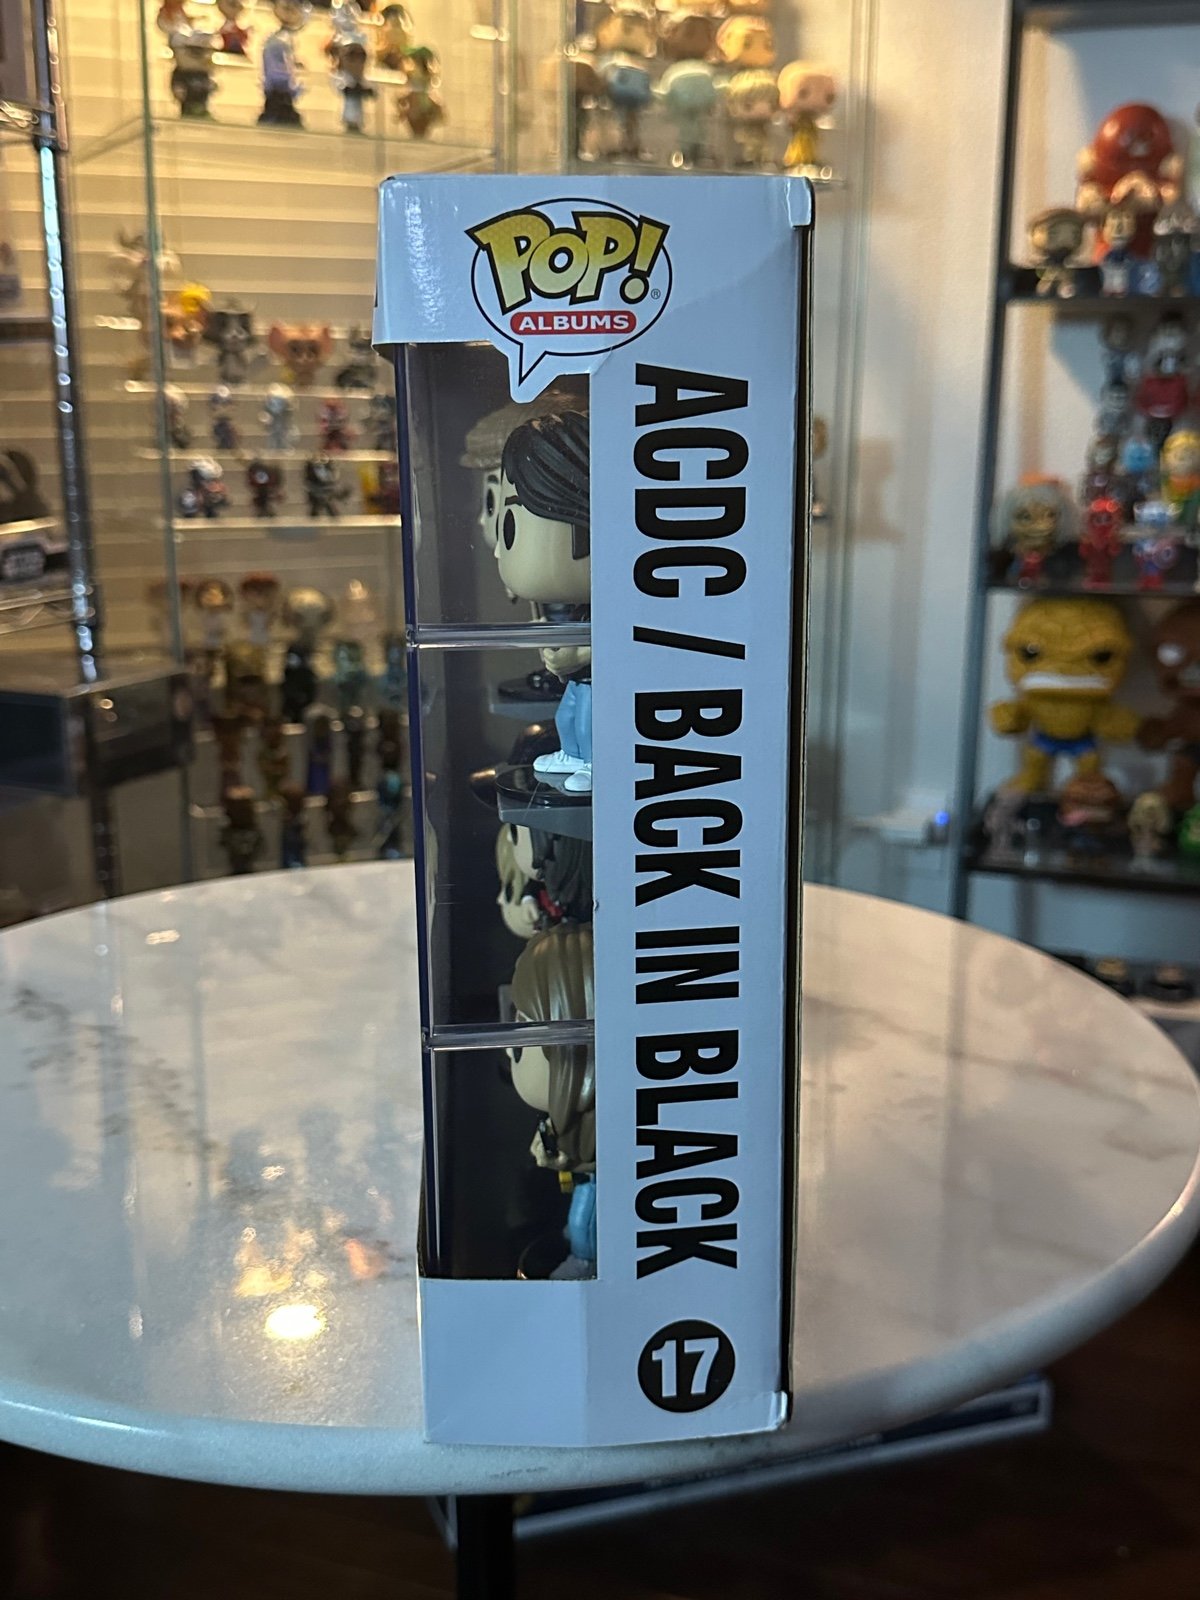 POP!®
ALBUMS
ACDC / BACK IN BLACK
17